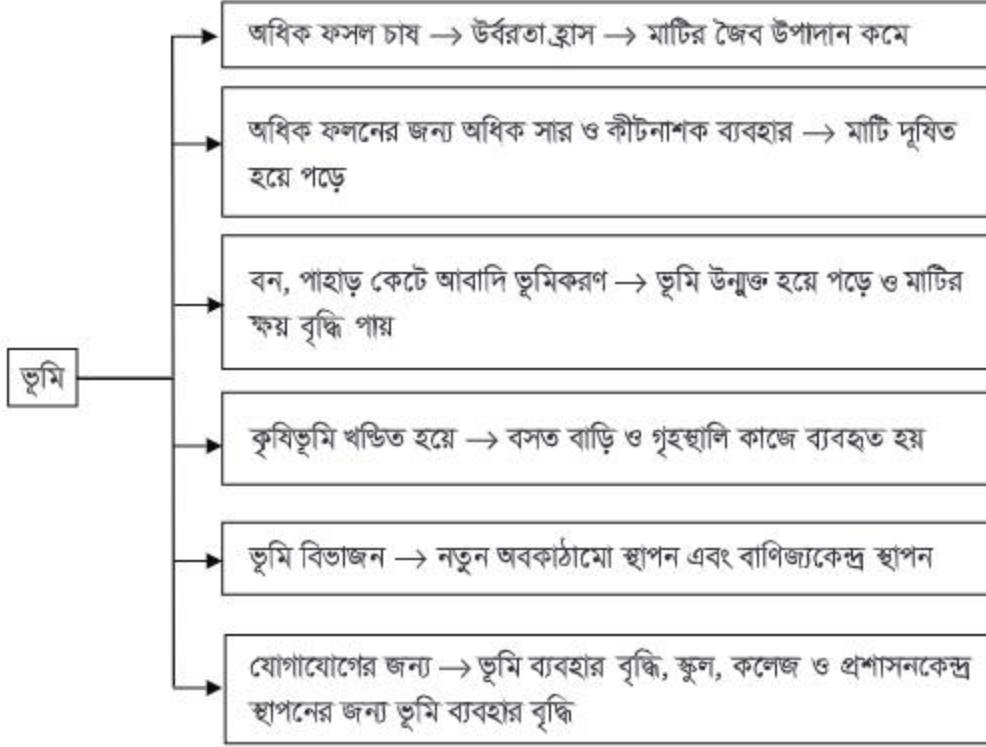 অধিক ফসল চাষ → উর্বরতা হ্রাস → মাটির জৈব উপাদান কমে
অধিক ফলনের জন্য অধিক সার ও কীটনাশক ব্যবহার → মাটি দূষিত
হয়ে পড়ে
বন, পাহাড় কেটে আবাদি ভূমিকরণ → ভূমি উন্মুক্ত হয়ে পড়ে ও মাটির
ক্ষয় বৃদ্ধি পায়
ভূমি
কৃষিভূমি খন্ডিত হয়ে → বসত বাড়ি ও গৃহস্থালি কাজে ব্যবহৃত হয়
ভূমি বিভাজন → নতুন অবকাঠামো স্থাপন এবং বাণিজ্যকেন্দ্র স্থাপন
যোগাযোগের জন্য → ভূমি ব্যবহার বৃদ্ধি, স্কুল, কলেজ ও প্রশাসনকেন্দ্র
স্থাপনের জন্য ভূমি ব্যবহার বৃদ্ধি